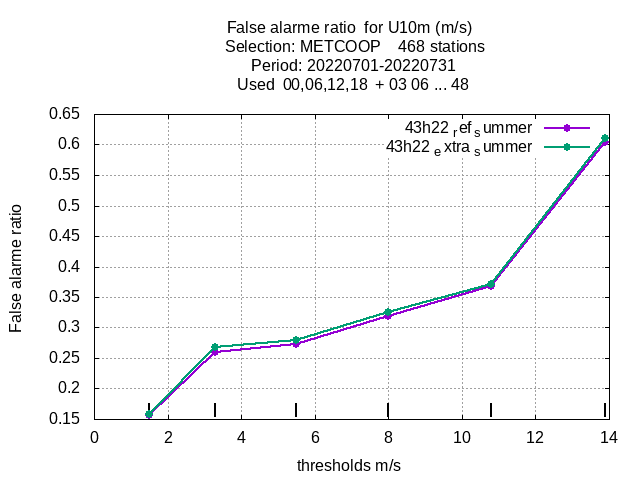 False alarme ratio  for U10m (m/s)
Selection: METCOOP    468 stations
Period: 20220701-20220731
Used  00,06,12,18  + 03 06 ... 48
43h22 ref summer
43h22 extra summer
False alarme ratio
0.65
0.6
0.55
0.5
0.45
0.4
0.35
0.3
0.25
0.2
0.15
0 2 4 6 8 10 12 14
thresholds m/s